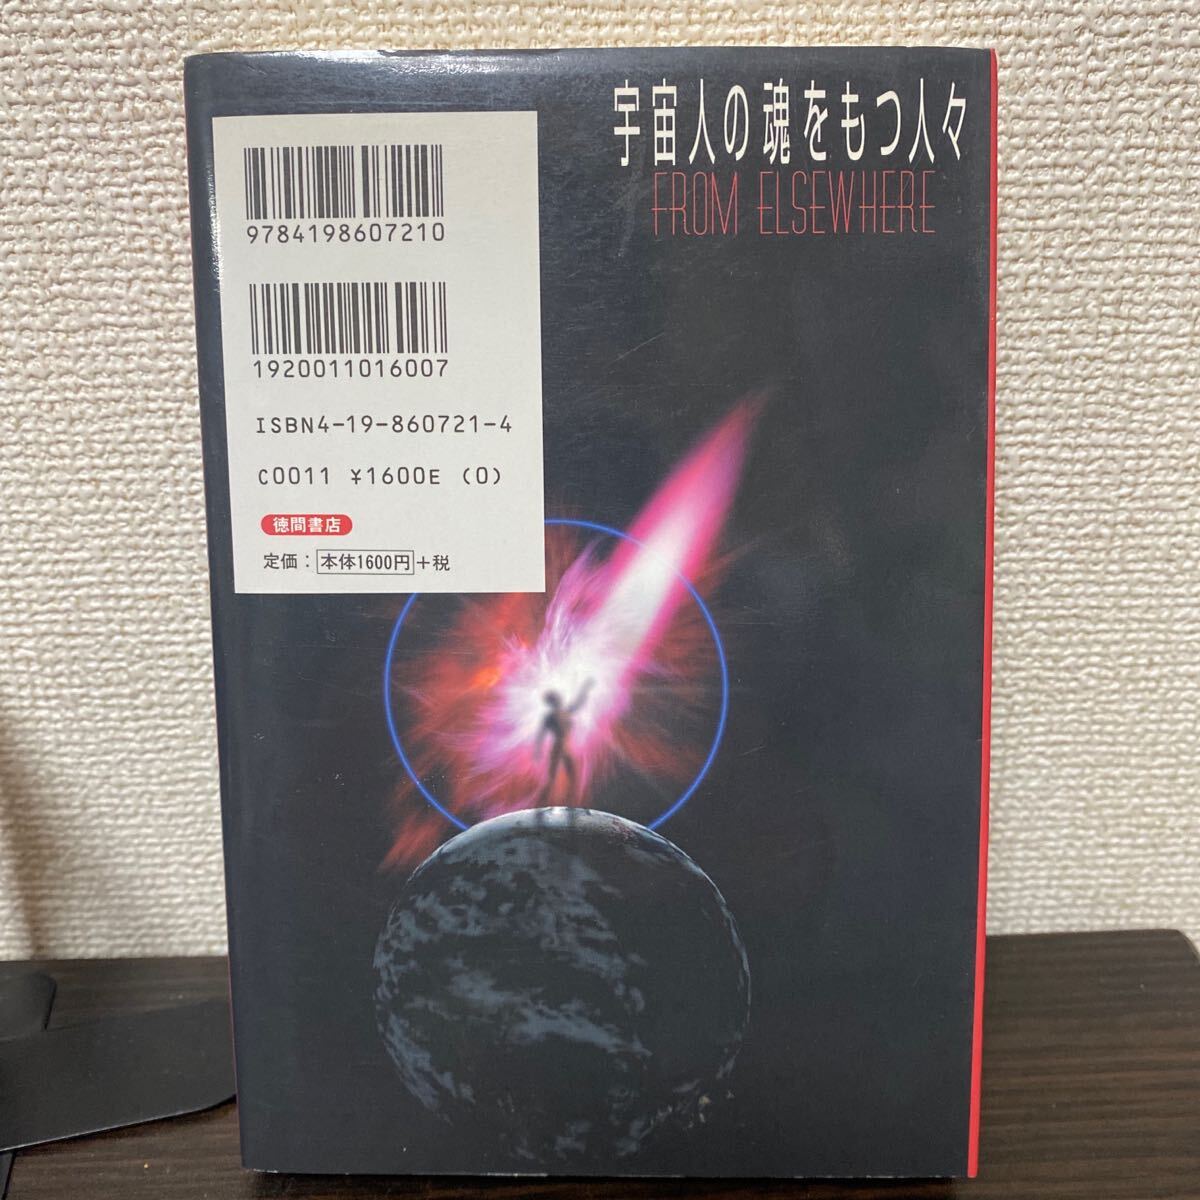 宇宙人の魂をもつ人々
FROM ELSEWHERE
9784198607210
1920011016007
ISBN4-19-860721-4
C0011 ¥1600E (0)
徳間書店
定価：本体1600円+税